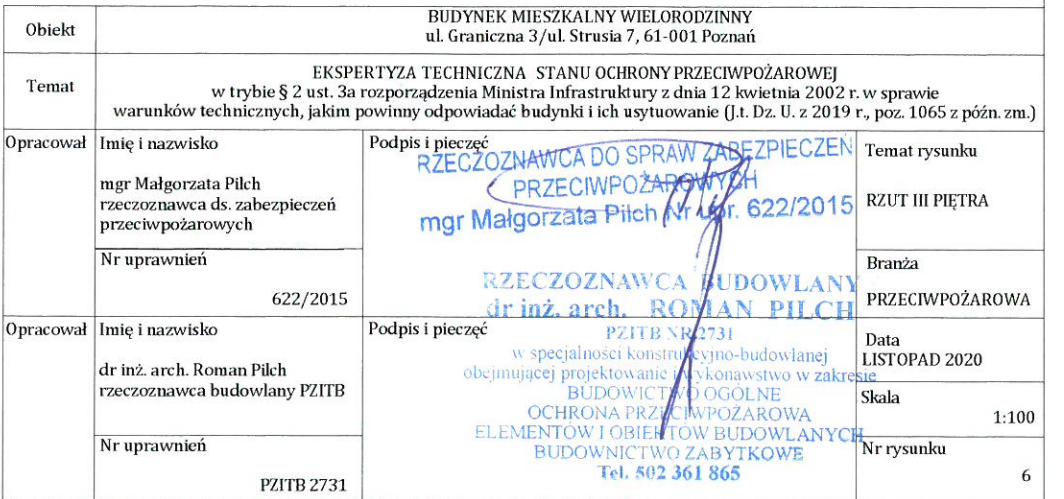 Obiekt
BUDYNEK MIESZKALNY WIELORODZINNY
ul. Graniczna 3/ul. Strusia 7, 61-001 Poznań
Temat
EKSPERTYZA TECHNICZNA STANU OCHRONY PRZECIWPOŻAROWEJ
w trybie § 2 ust. 3a rozporządzenia Ministra Infrastruktury z dnia 12 kwietnia 2002 r. w sprawie
warunków technicznych, jakim powinny odpowiadać budynki i ich usytuowanie (J.t. Dz. U. z 2019 r., poz. 1065 z późn. zm.)
Opracował
Imię i nazwisko
mgr Małgorzata Pilch
rzeczoznawca ds. zabezpieczeń
przeciwpożarowych
Nr uprawnień
622/2015
Podpis i pieczęć
RZECZOZNAWCA DO SPRAW ZABEZPIECZEŃ
PRZECIWPOŻAROWYCH
mgr Małgorzata Pilch Nr upr. 622/2015
Temat rysunku
RZUT III PIĘTRA
Branża
PRZECIWPOŻAROWA
Opracował
Imię i nazwisko
dr inż. arch. Roman Pilch
rzeczoznawca budowlany PZITB
Nr uprawnień
PZITB 2731
Podpis i pieczęć
RZECZOZNAWCA BUDOWLANY
dr inż. arch. ROMAN PILCH
PZITB NR 2731
w specjalności konstrukcyjno-budowlanej
obejmującej projektowanie i wykonawstwo w zakresie
BUDOWICTWO OGÓLNE
OCHRONA PRZECIWPOŻAROWA
ELEMENTÓW I OBIEKTÓW BUDOWLANYCH
BUDOWNICTWO ZABYTKOWE
Tel. 502 361 865
Data
LISTOPAD 2020
Skala
1:100
Nr rysunku
6